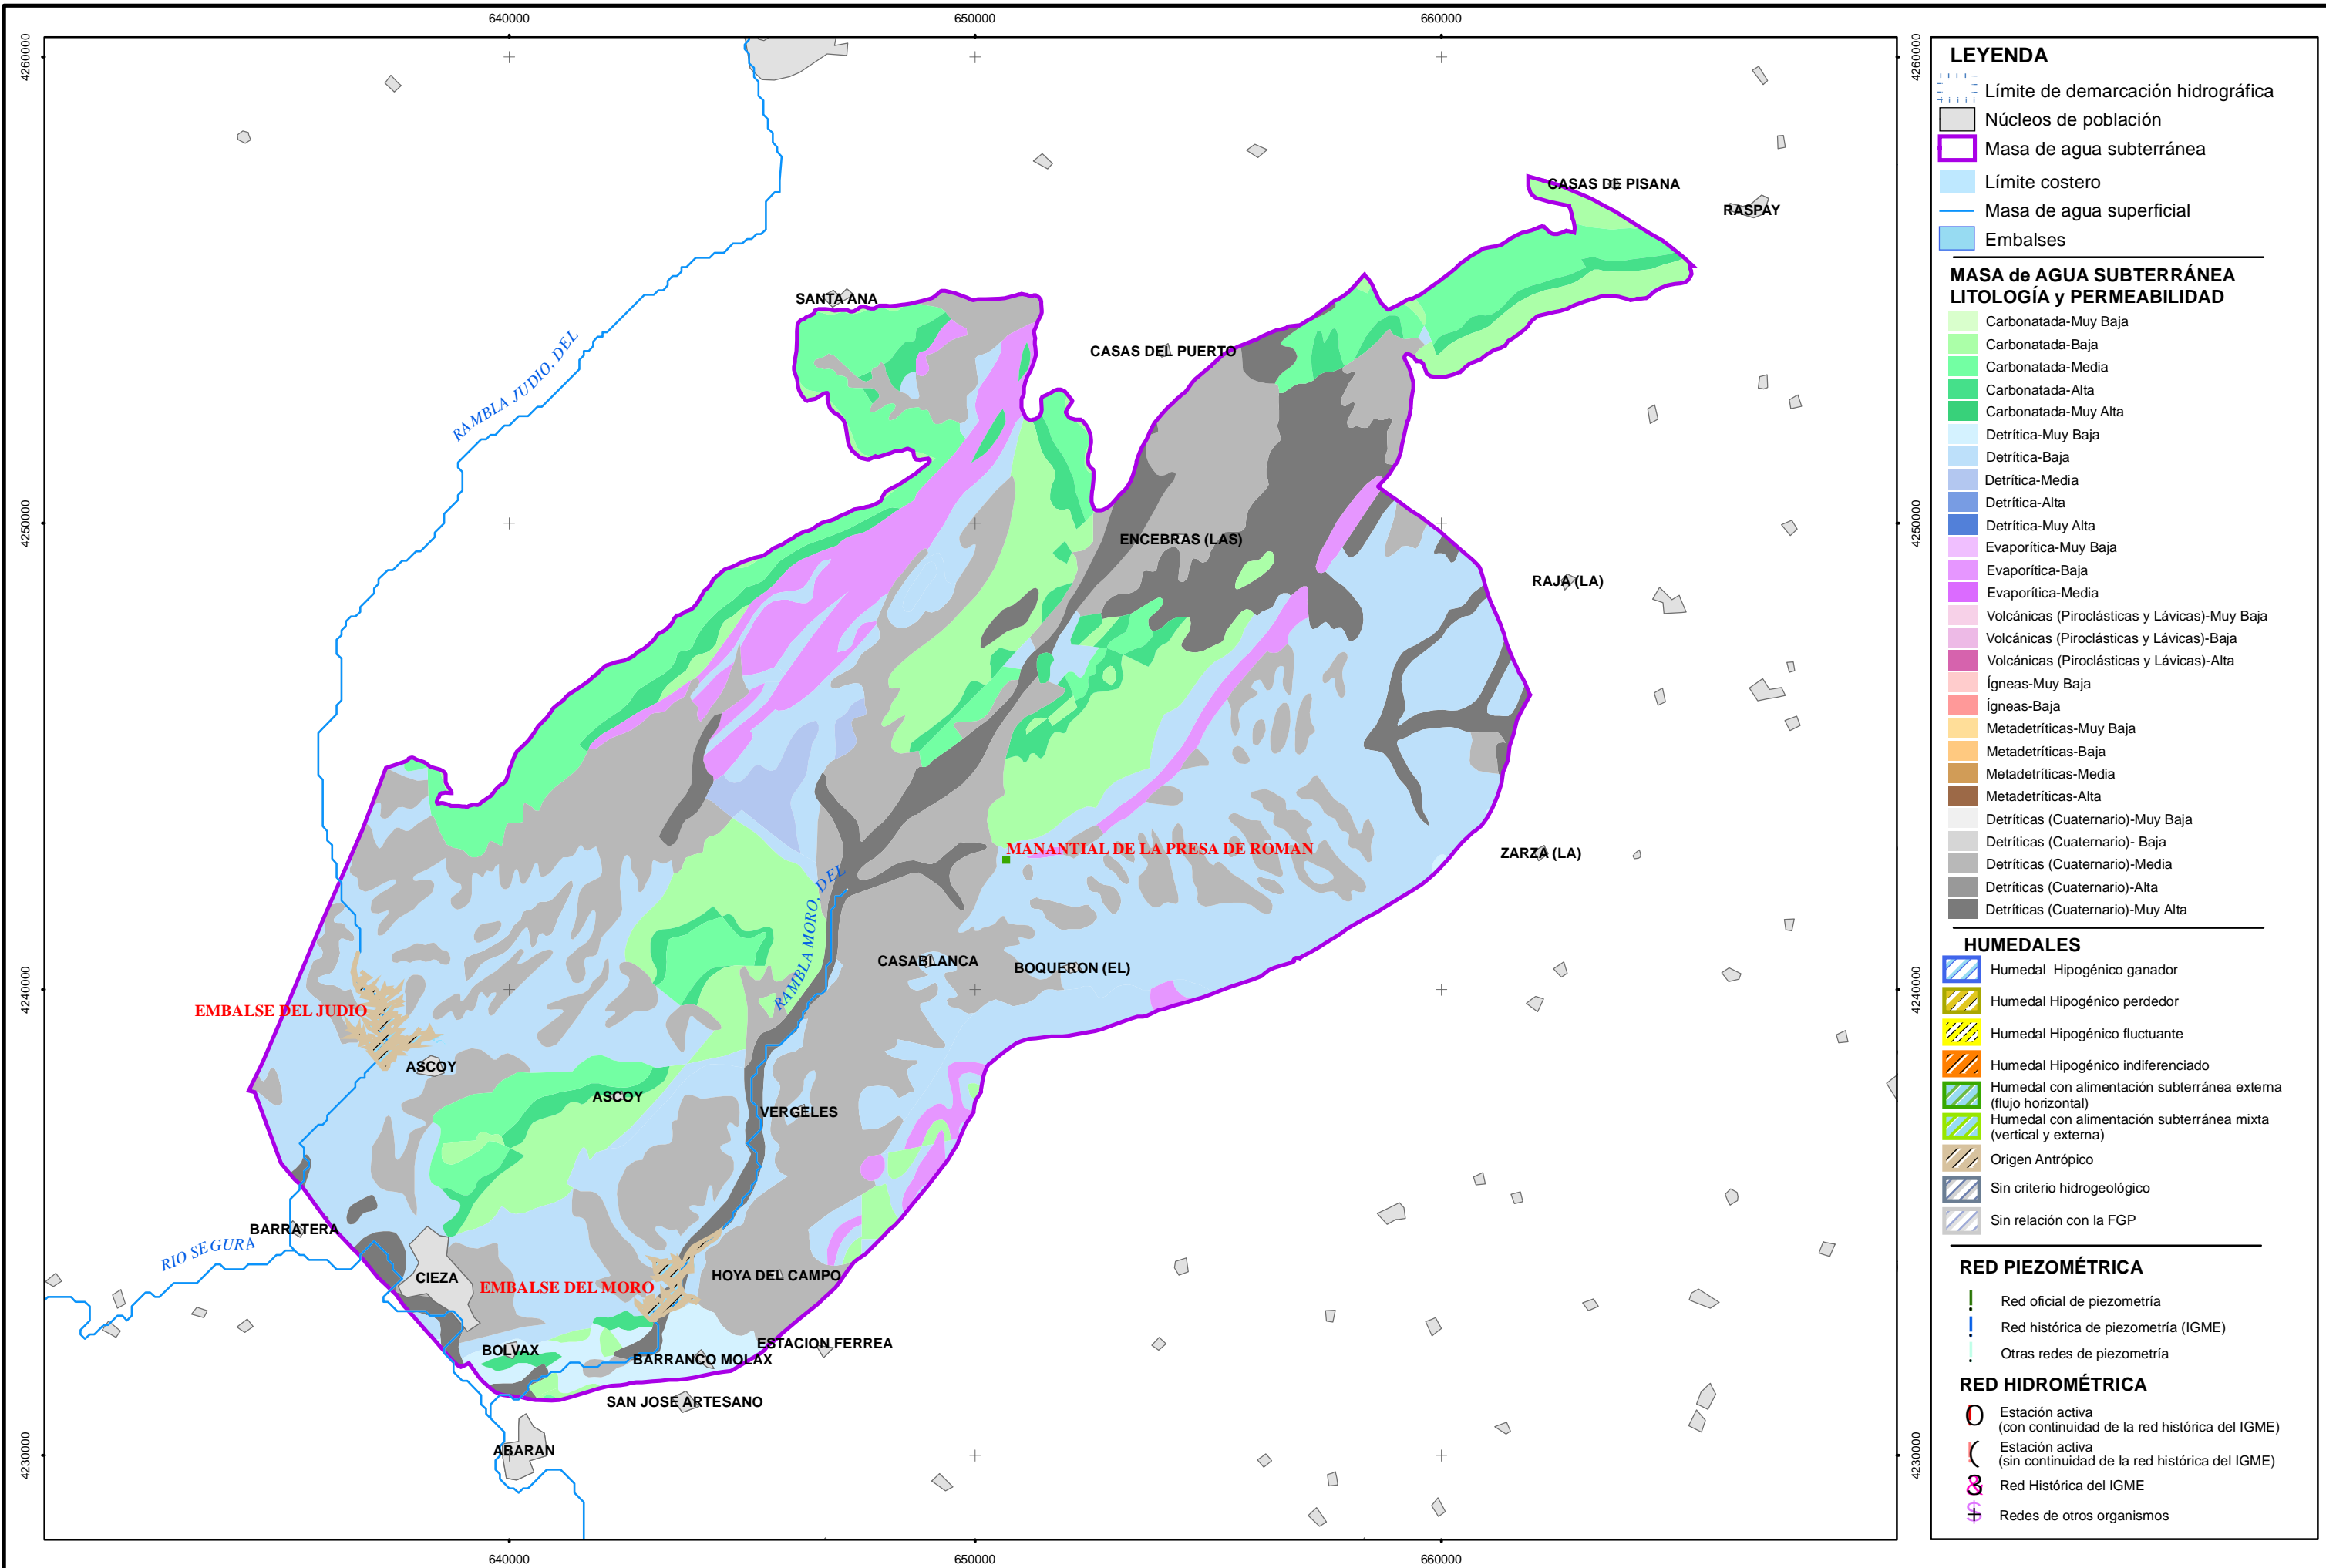 640000
650000
660000
4260000
4260000
CASAS DE PISANA
RASPAY
SANTA ANA
CASAS DEL PUERTO
RAMBLA JUDIO, DEL
4250000
4250000
ENCEBRAS (LAS)
RAJA (LA)
MANANTIAL DE LA PRESA DE ROMAN
ZARZA (LA)
RAMBLA MORO, DEL
CASABLANCA
BOQUERON (EL)
4240000
4240000
EMBALSE DEL JUDIO
ASCOY
ASCOY
VERGELES
BARRATERA
RIO SEGURA
CIEZA
HOYA DEL CAMPO
EMBALSE DEL MORO
ESTACION FERREA
BOLVAX
BARRANCO MOLAX
SAN JOSE ARTESANO
ABARAN
4230000
4230000
640000
650000
660000
LEYENDA
Límite de demarcación hidrográfica
Núcleos de población
Masa de agua subterránea
Límite costero
Masa de agua superficial
Embalses
MASA de AGUA SUBTERRÁNEA
LITOLOGÍA y PERMEABILIDAD
Carbonatada-Muy Baja
Carbonatada-Baja
Carbonatada-Media
Carbonatada-Alta
Carbonatada-Muy Alta
Detrítica-Muy Baja
Detrítica-Baja
Detrítica-Media
Detrítica-Alta
Detrítica-Muy Alta
Evaporítica-Muy Baja
Evaporítica-Baja
Evaporítica-Media
Volcánicas (Piroclásticas y Lávicas)-Muy Baja
Volcánicas (Piroclásticas y Lávicas)-Baja
Volcánicas (Piroclásticas y Lávicas)-Alta
Ígneas-Muy Baja
Ígneas-Baja
Metadetríticas-Muy Baja
Metadetríticas-Baja
Metadetríticas-Media
Metadetríticas-Alta
Detríticas (Cuaternario)-Muy Baja
Detríticas (Cuaternario)- Baja
Detríticas (Cuaternario)-Media
Detríticas (Cuaternario)-Alta
Detríticas (Cuaternario)-Muy Alta
HUMEDALES
Humedal Hipogénico ganador
Humedal Hipogénico perdedor
Humedal Hipogénico fluctuante
Humedal Hipogénico indiferenciado
Humedal con alimentación subterránea externa
(flujo horizontal)
Humedal con alimentación subterránea mixta
(vertical y externa)
Origen Antrópico
Sin criterio hidrogeológico
Sin relación con la FGP
RED PIEZOMÉTRICA
! Red oficial de piezometría
! Red histórica de piezometría (IGME)
Otras redes de piezometría
RED HIDROMÉTRICA
Estación activa
(con continuidad de la red histórica del IGME)
Estación activa
(sin continuidad de la red histórica del IGME)
Red Histórica del IGME
Redes de otros organismos